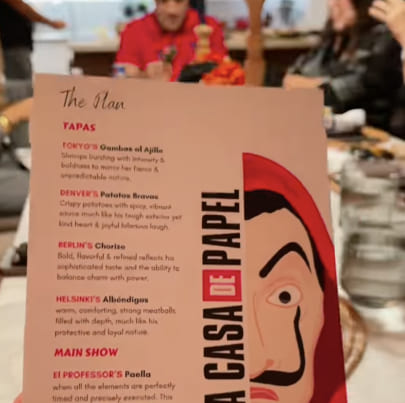 The Plan
TAPAS
TOKYO'S Gambas al Ajillo
Shrimps bursting with intensity &
boldness to mirror her fierce &
unpredictable nature.
DENVER'S Patatas Bravas
Crispy potatoes with spicy, vibrant
sauce much like his tough exterior yet
kind heart & joyful hilarious laugh.
BERLIN'S Chorizo
Bold, flavorful & refined reflects his
sophisticated taste and the ability to
balance charm with power.
HELSINKI'S Albóndigas
warm, comforting, strong meatballs
filled with depth, much like his
protective and loyal nature.
MAIN SHOW
El PROFESSOR'S Paella
when all the elements are perfectly
timed and precisely executed. This
A CASA DE PAPEL